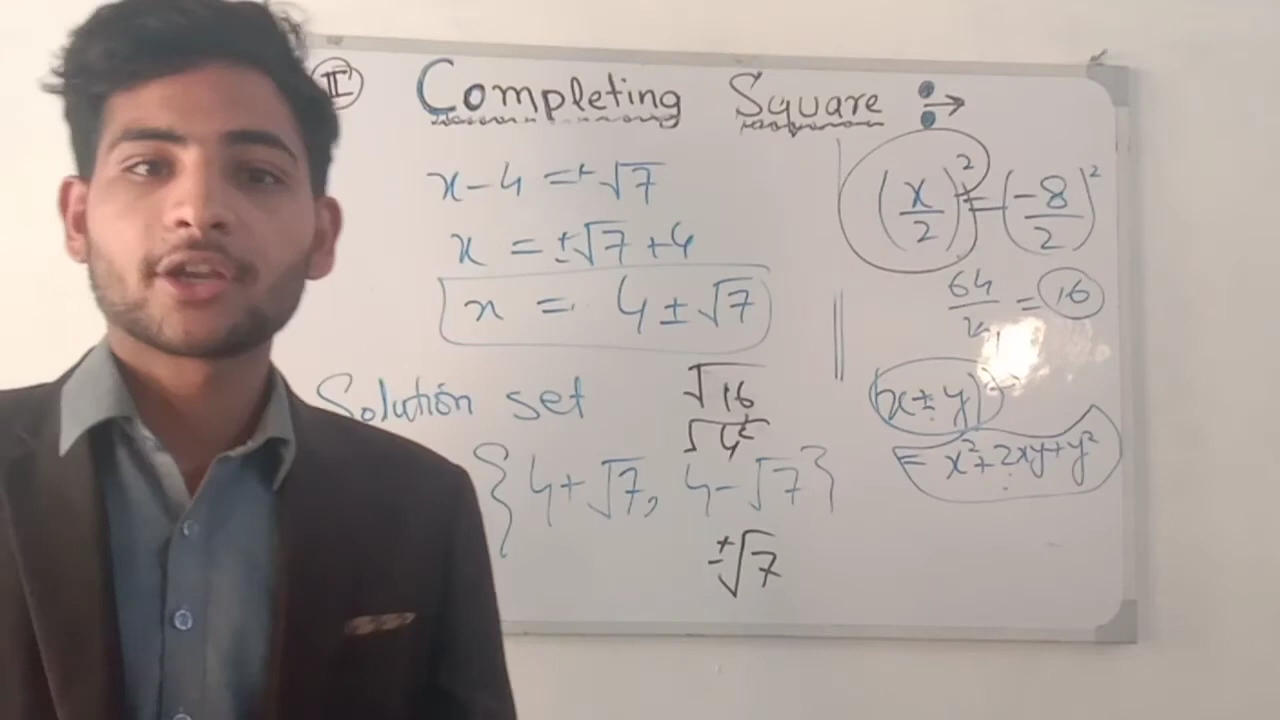 II Completing Square :→
x-4 = ±√7
x = ±√7 + 4
x = 4 ± √7
Solution set
√16
√4²
{4+√7, 4-√7}
±√7
(x/2)² = (-8/2)²
64/4 = 16
(x ± y)²
= x² + 2xy + y²